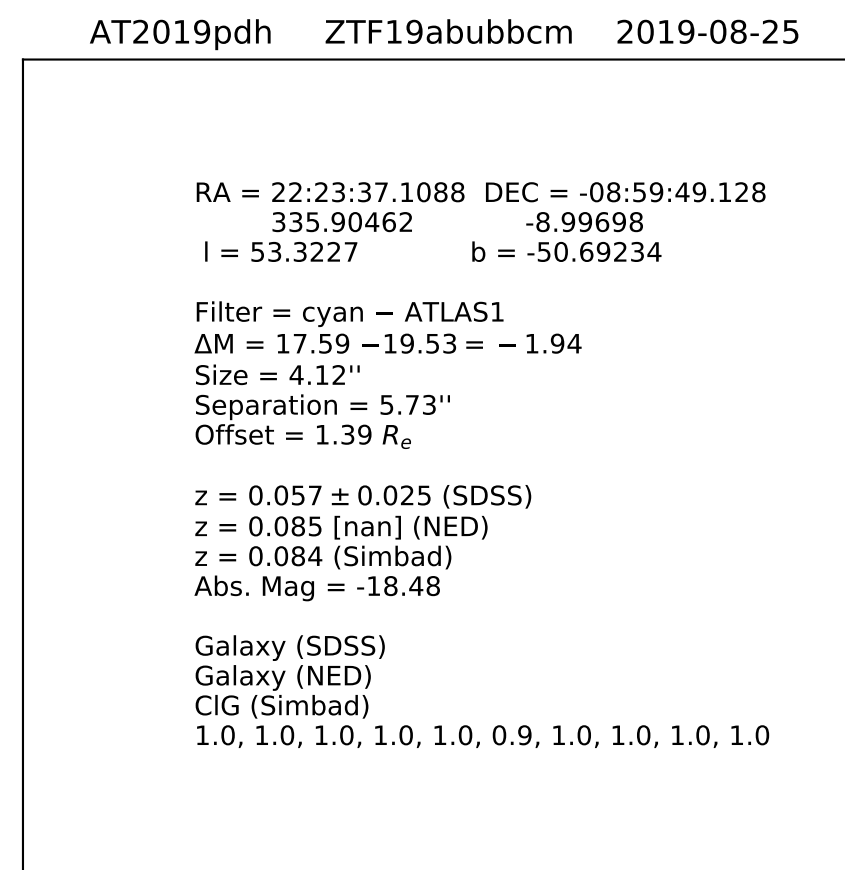 AT2019pdh ZTF19abubbcm 2019-08-25
RA = 22:23:37.1088 DEC = -08:59:49.128
335.90462 -8.99698
l = 53.3227 b = -50.69234
Filter = cyan − ATLAS1
ΔM = 17.59 −19.53 = − 1.94
Size = 4.12''
Separation = 5.73''
Offset = 1.39 Rₑ
z = 0.057 ± 0.025 (SDSS)
z = 0.085 [nan] (NED)
z = 0.084 (Simbad)
Abs. Mag = -18.48
Galaxy (SDSS)
Galaxy (NED)
ClG (Simbad)
1.0, 1.0, 1.0, 1.0, 1.0, 0.9, 1.0, 1.0, 1.0, 1.0